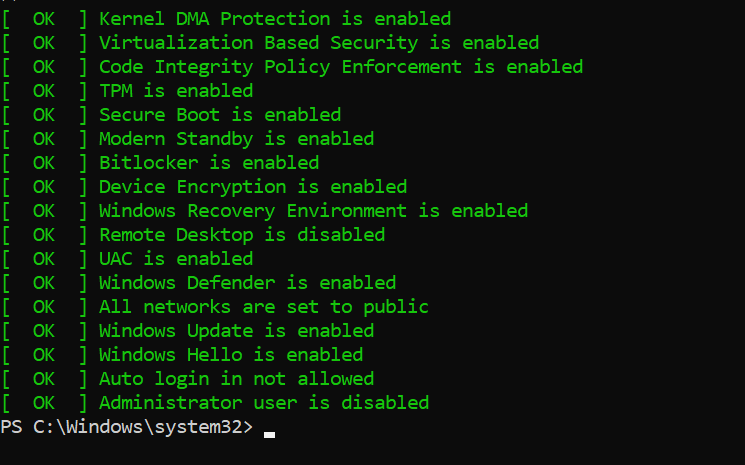 [  OK  ] Kernel DMA Protection is enabled
[  OK  ] Virtualization Based Security is enabled
[  OK  ] Code Integrity Policy Enforcement is enabled
[  OK  ] TPM is enabled
[  OK  ] Secure Boot is enabled
[  OK  ] Modern Standby is enabled
[  OK  ] Bitlocker is enabled
[  OK  ] Device Encryption is enabled
[  OK  ] Windows Recovery Environment is enabled
[  OK  ] Remote Desktop is disabled
[  OK  ] UAC is enabled
[  OK  ] Windows Defender is enabled
[  OK  ] All networks are set to public
[  OK  ] Windows Update is enabled
[  OK  ] Windows Hello is enabled
[  OK  ] Auto login in not allowed
[  OK  ] Administrator user is disabled
PS C:\Windows\system32>